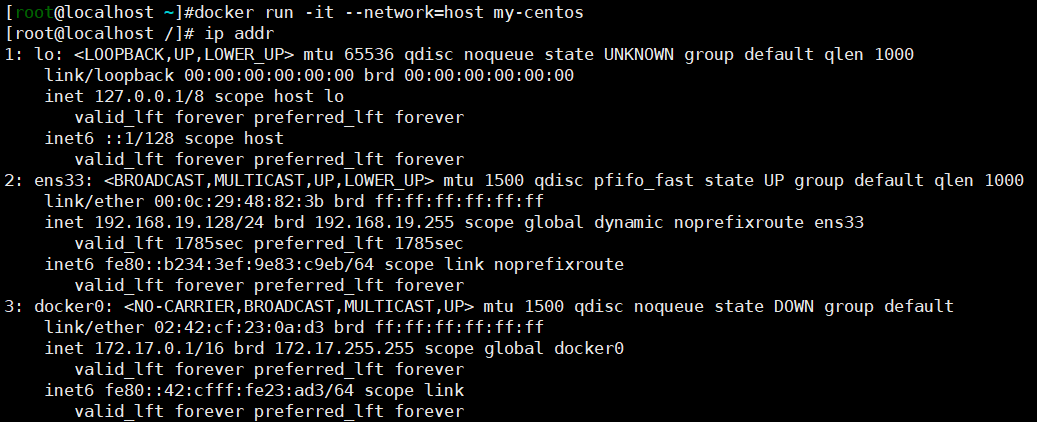 [root@localhost ~]#docker run -it --network=host my-centos
[root@localhost /]# ip addr
1: lo: <LOOPBACK,UP,LOWER_UP> mtu 65536 qdisc noqueue state UNKNOWN group default qlen 1000
    link/loopback 00:00:00:00:00:00 brd 00:00:00:00:00:00
    inet 127.0.0.1/8 scope host lo
       valid_lft forever preferred_lft forever
    inet6 ::1/128 scope host
       valid_lft forever preferred_lft forever
2: ens33: <BROADCAST,MULTICAST,UP,LOWER_UP> mtu 1500 qdisc pfifo_fast state UP group default qlen 1000
    link/ether 00:0c:29:48:82:3b brd ff:ff:ff:ff:ff:ff
    inet 192.168.19.128/24 brd 192.168.19.255 scope global dynamic noprefixroute ens33
       valid_lft 1785sec preferred_lft 1785sec
    inet6 fe80::b234:3ef:9e83:c9eb/64 scope link noprefixroute
       valid_lft forever preferred_lft forever
3: docker0: <NO-CARRIER,BROADCAST,MULTICAST,UP> mtu 1500 qdisc noqueue state DOWN group default
    link/ether 02:42:cf:23:0a:d3 brd ff:ff:ff:ff:ff:ff
    inet 172.17.0.1/16 brd 172.17.255.255 scope global docker0
       valid_lft forever preferred_lft forever
    inet6 fe80::42:cfff:fe23:ad3/64 scope link
       valid_lft forever preferred_lft forever